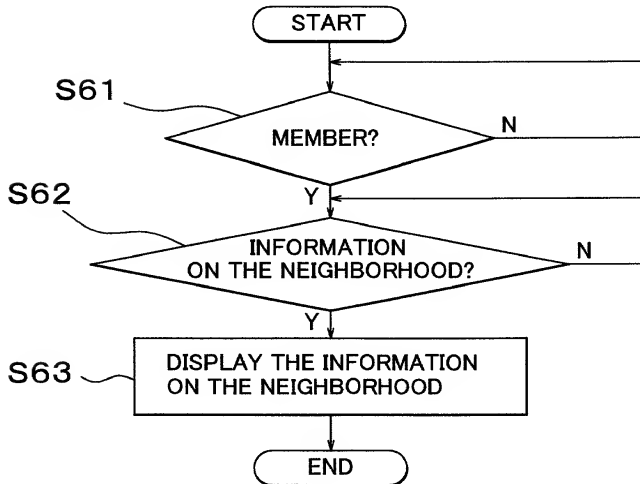 START
S61
MEMBER?
N
Y
S62
INFORMATION
ON THE NEIGHBORHOOD?
N
Y
S63
DISPLAY THE INFORMATION
ON THE NEIGHBORHOOD
END